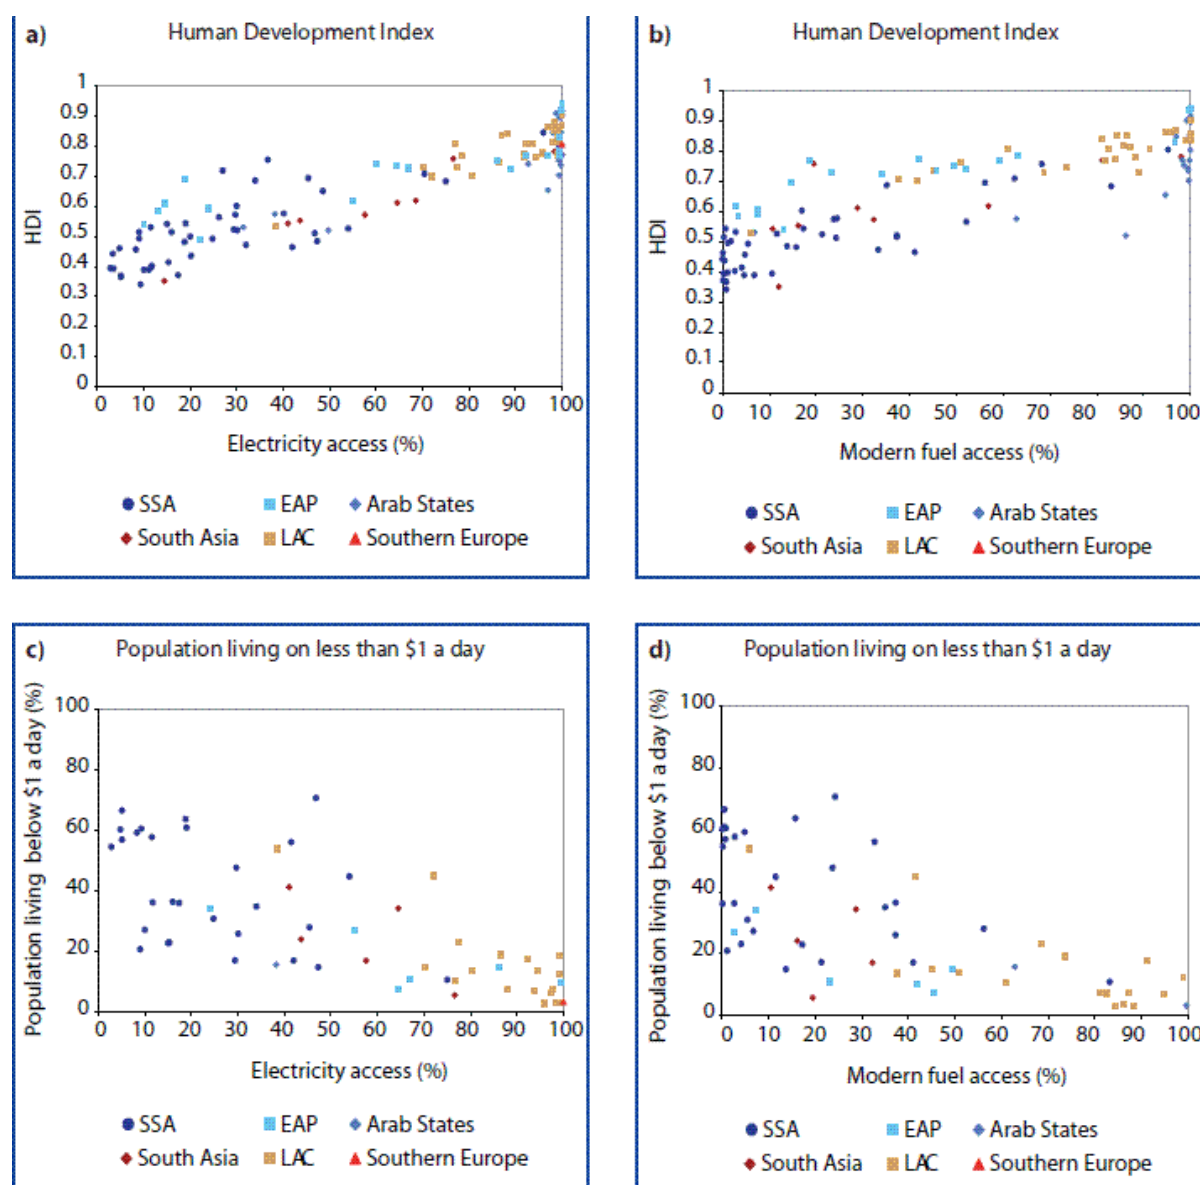 a) Human Development Index
1
0.9
0.8
0.7
0.6
0.5
0.4
0.3
0.2
0.1
0
HDI
0 10 20 30 40 50 60 70 80 90 100
Electricity access (%)
SSA EAP Arab States
South Asia LAC Southern Europe
b) Human Development Index
1
0.9
0.8
0.7
0.6
0.5
0.4
0.3
0.2
0.1
0
HDI
0 10 20 30 40 50 60 70 80 90 100
Modern fuel access (%)
SSA EAP Arab States
South Asia LAC Southern Europe
c) Population living on less than $1 a day
100
80
60
40
20
0
Population living below $1 a day (%)
0 10 20 30 40 50 60 70 80 90 100
Electricity access (%)
SSA EAP Arab States
South Asia LAC Southern Europe
d) Population living on less than $1 a day
100
80
60
40
20
0
Population living below $1 a day (%)
0 10 20 30 40 50 60 70 80 90 100
Modern fuel access (%)
SSA EAP Arab States
South Asia LAC Southern Europe